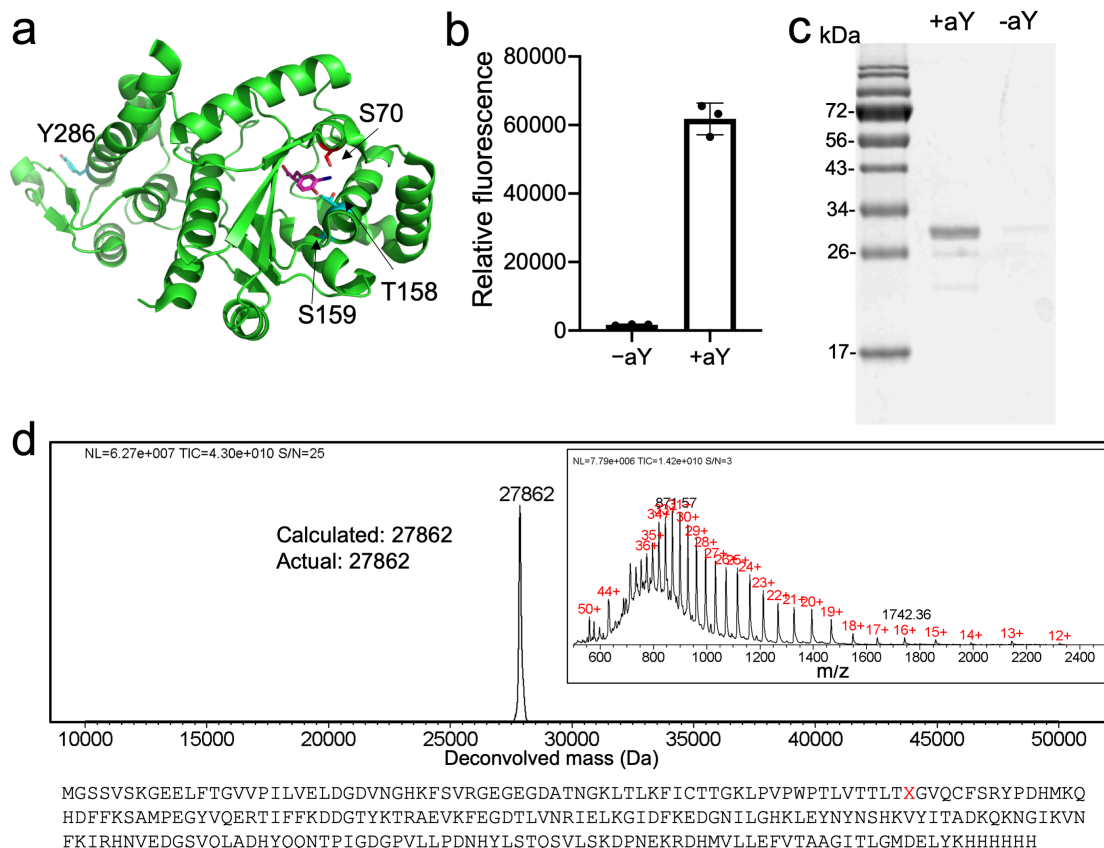 a
Y286
S70
T158
S159
b
Relative fluorescence
80000
60000
40000
20000
0
−aY
+aY
c
kDa
+aY
-aY
72-
56-
43-
34-
26-
17-
d
NL=6.27e+007 TIC=4.30e+010 S/N=25
27862
Calculated: 27862
Actual: 27862
NL=7.79e+006 TIC=1.42e+010 S/N=3
871.57
50+
44+
36+
35+
34+
31+
30+
29+
28+
27+
25+
24+
23+
22+
21+
20+
19+
18+
17+
1742.36
16+
15+
14+
13+
12+
600
800
1000
1200
1400
1600
1800
2000
2200
2400
m/z
10000
15000
20000
25000
30000
35000
40000
45000
50000
Deconvolved mass (Da)
MGSSVSKGEELFTGVVPILVELDGDVNGHKFSVRGEGEGDATNGKLTLKFICTTGKLPVPWPTLVTTLTXGVQCFSRYPDHMKQ
HDFFKSAMPEGYVQERTIFFKDDGTYKTRAEVKFEGDTLVNRIELKGIDFKEDGNILGHKLEYNYNSHKVYITADKQKNGIKVN
FKIRHNVEDGSVQLADHYQQNTPIGDGPVLLPDNHYLSTQSVLSKDPNEKRDHMVLLEFVTAAGITLGMDELYKHHHHHH